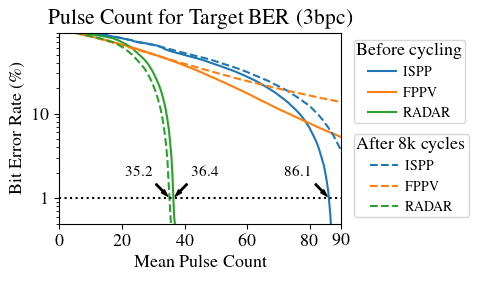 Pulse Count for Target BER (3bpc)
Bit Error Rate (%)
10
1
35.2
36.4
86.1
0
20
40
60
80
90
Mean Pulse Count
Before cycling
ISPP
FPPV
RADAR
After 8k cycles
ISPP
FPPV
RADAR